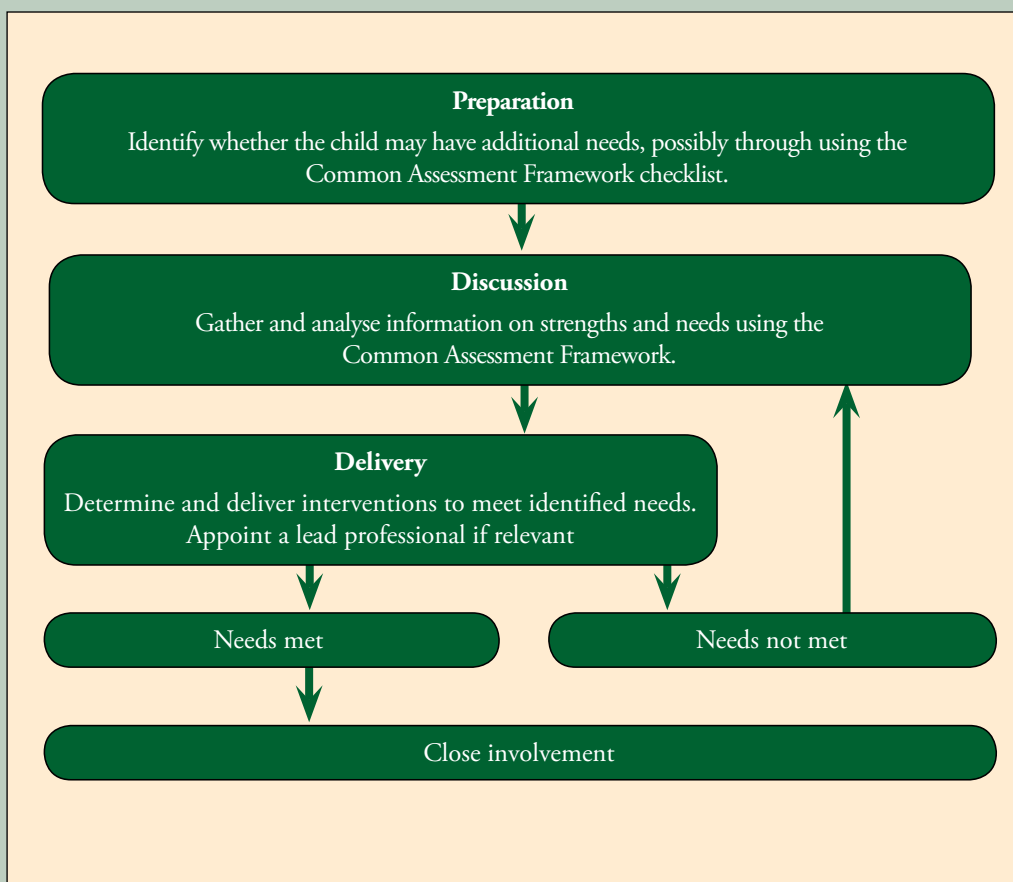 Preparation
Identify whether the child may have additional needs, possibly through using the
Common Assessment Framework checklist.
Discussion
Gather and analyse information on strengths and needs using the
Common Assessment Framework.
Delivery
Determine and deliver interventions to meet identified needs.
Appoint a lead professional if relevant
Needs met
Needs not met
Close involvement